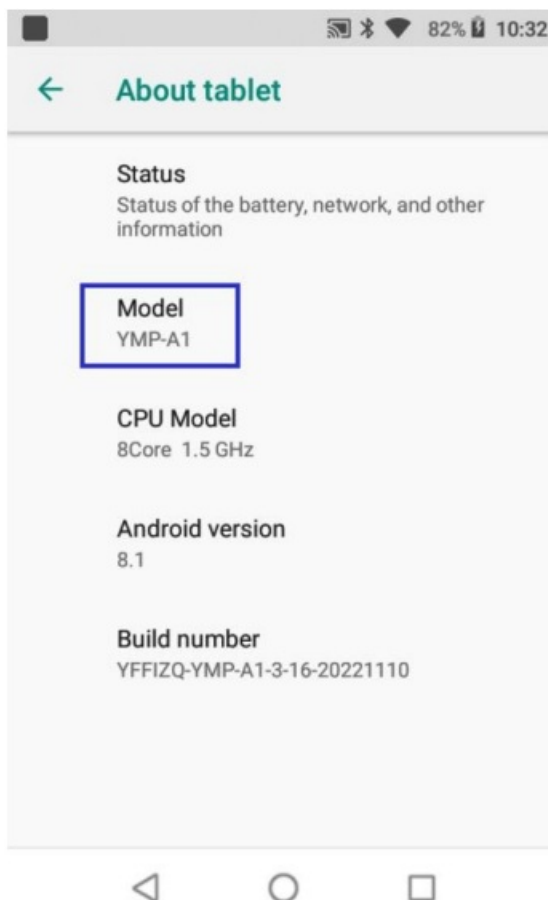 82% 10:32
About tablet
Status
Status of the battery, network, and other
information
Model
YMP-A1
CPU Model
8Core 1.5 GHz
Android version
8.1
Build number
YFFIZQ-YMP-A1-3-16-20221110